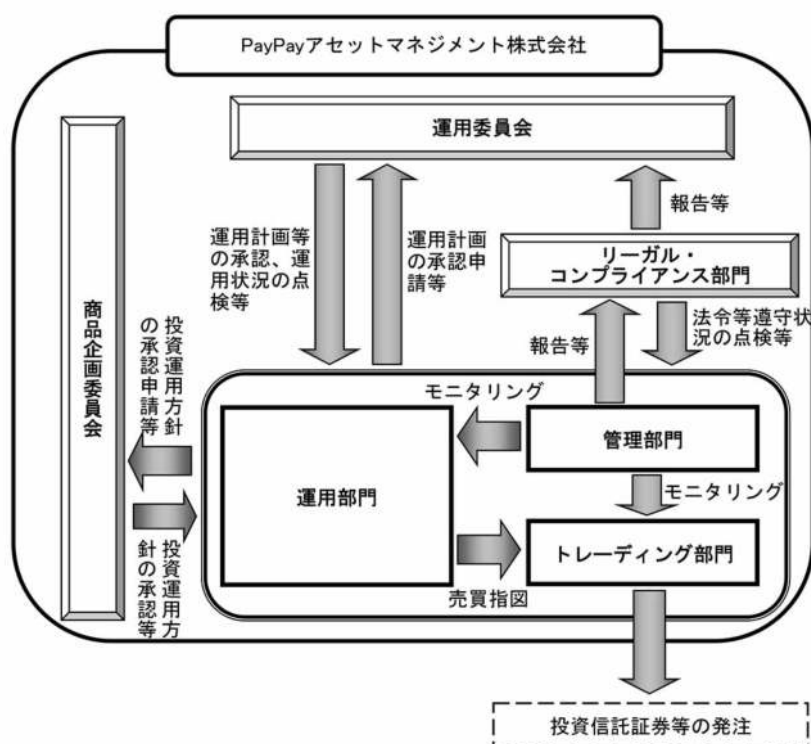 PayPayアセットマネジメント株式会社
運用委員会
運用計画等
の承認、運
用状況の点
検等
運用計画
の承認申
請等
報告等
リーガル・
コンプライアンス部門
報告等
法令等遵守状
況の点検等
商品企画委員会
投資運用方針
の承認申請等
投資運用方
針の承認等
モニタリング
運用部門
管理部門
モニタリング
トレーディング部門
売買指図
投資信託証券等の発注